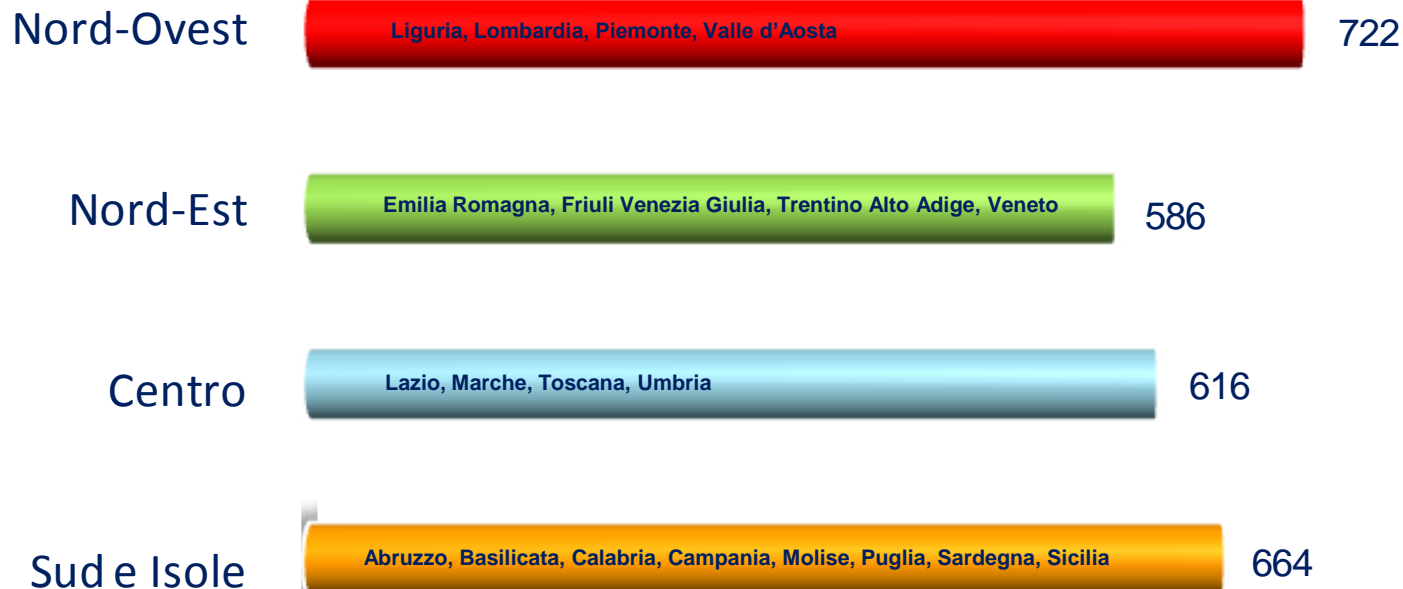 Nord-Ovest
Liguria, Lombardia, Piemonte, Valle d’Aosta
722
Nord-Est
Emilia Romagna, Friuli Venezia Giulia, Trentino Alto Adige, Veneto
586
Centro
Lazio, Marche, Toscana, Umbria
616
Sud e Isole
Abruzzo, Basilicata, Calabria, Campania, Molise, Puglia, Sardegna, Sicilia
664